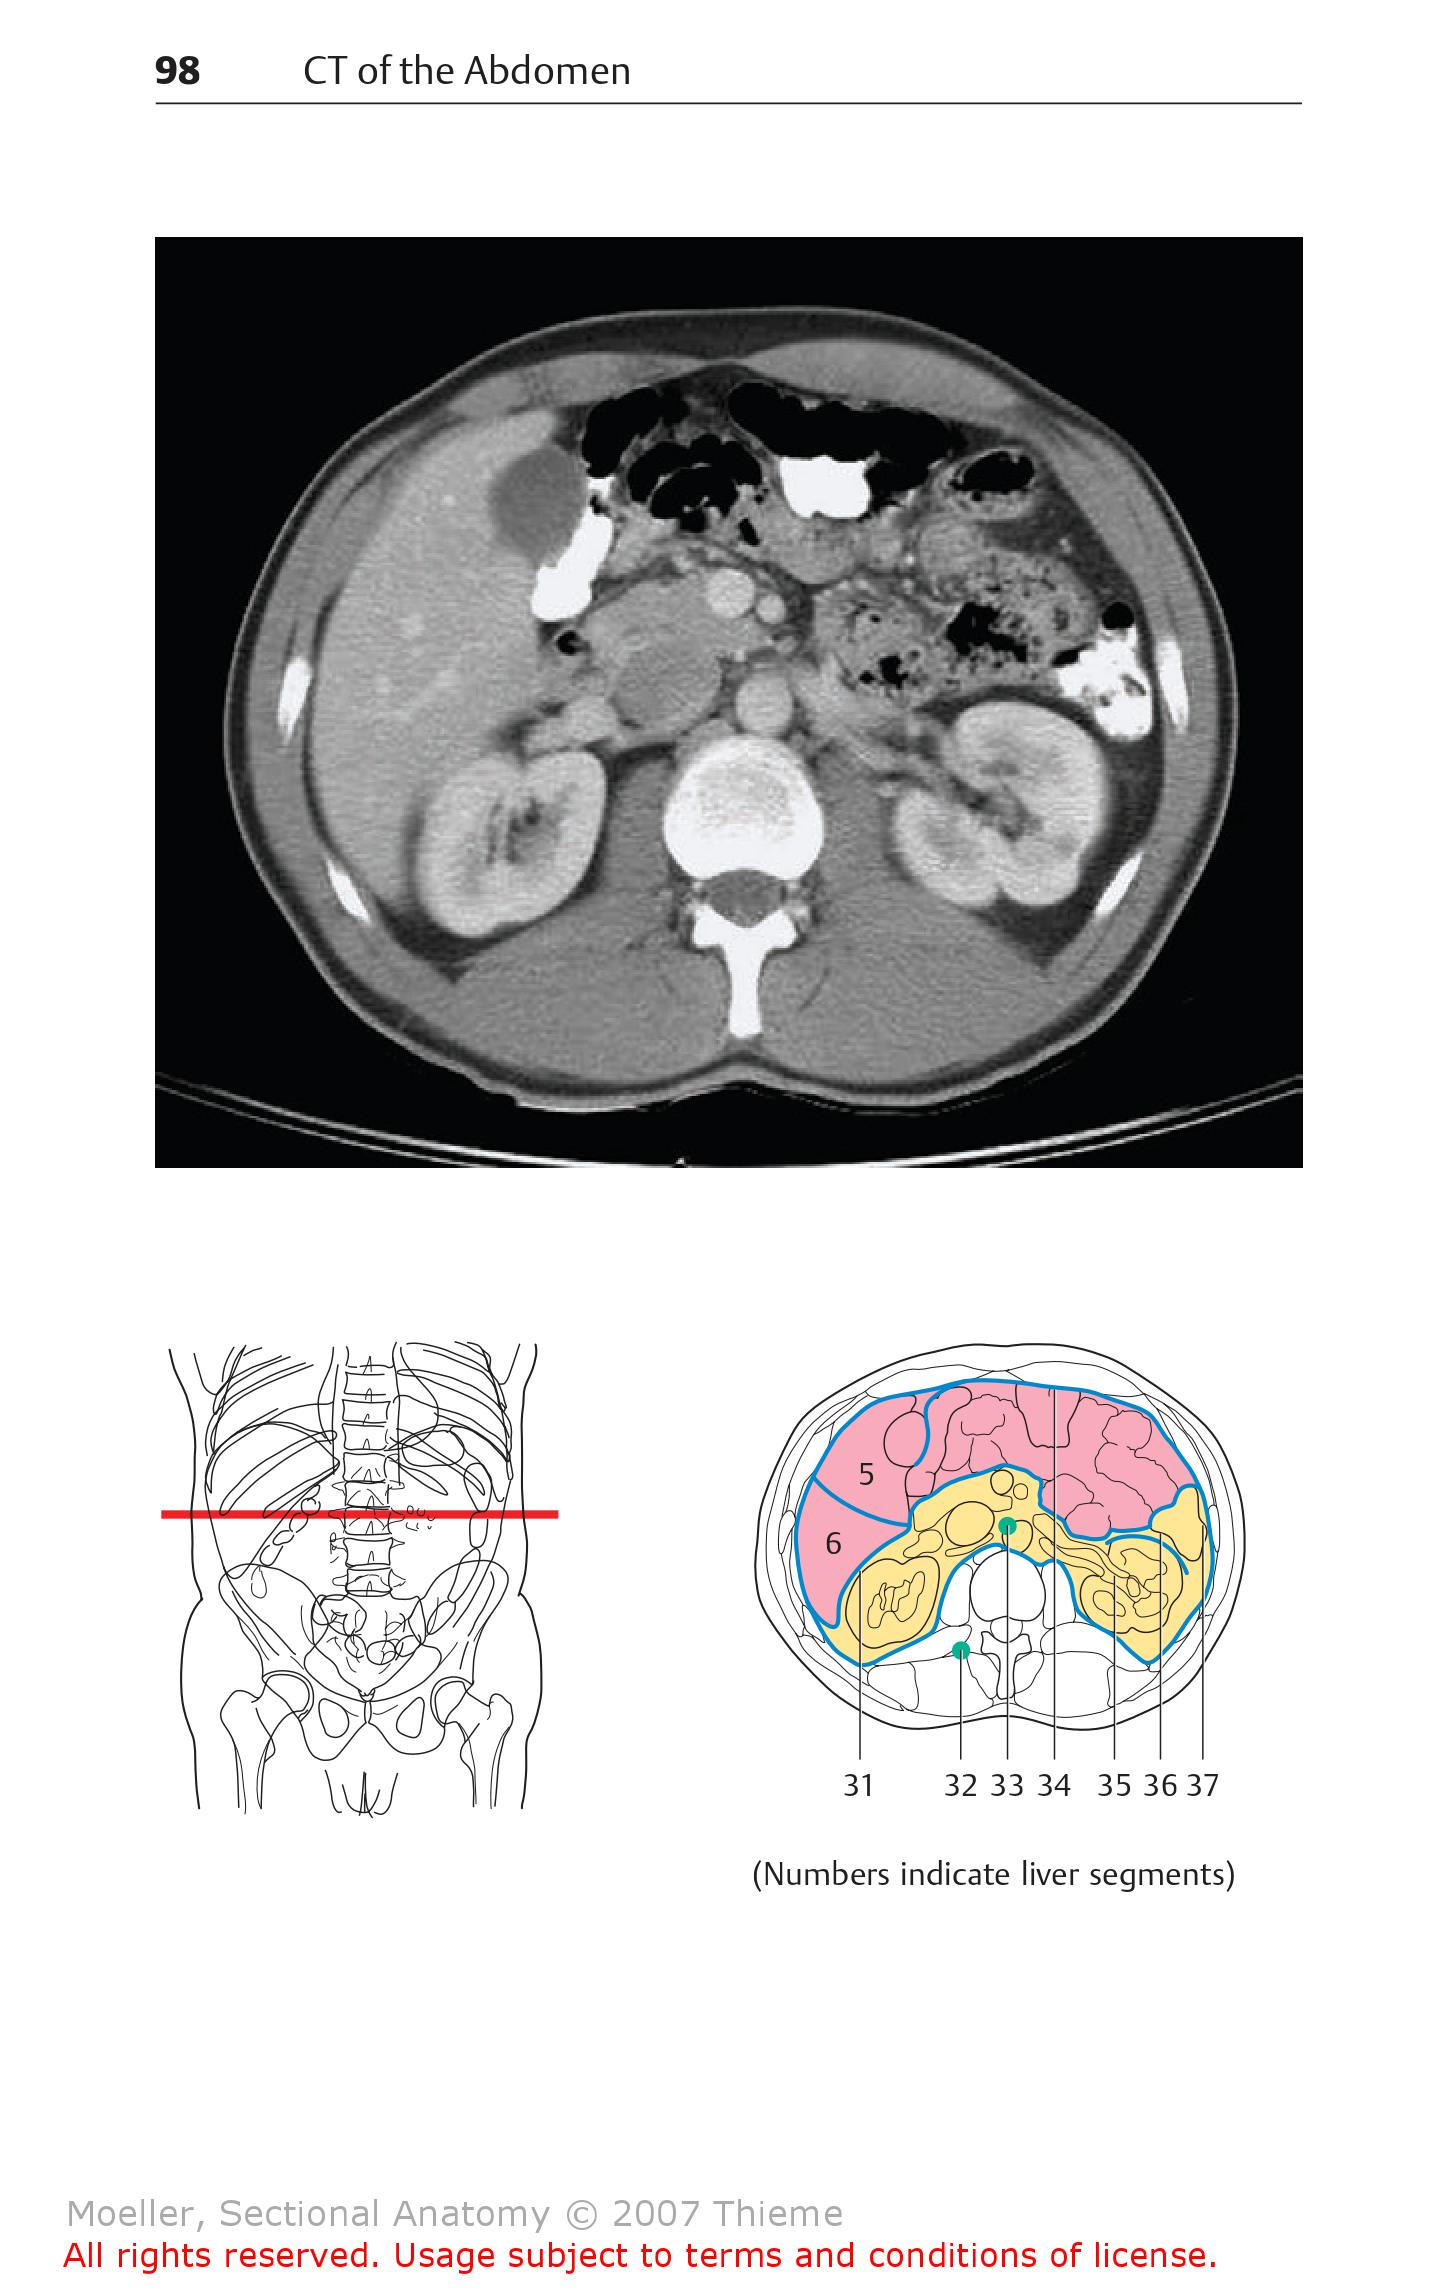 98 CT of the Abdomen
5
6
31 32 33 34 35 36 37
(Numbers indicate liver segments)
Moeller, Sectional Anatomy © 2007 Thieme
All rights reserved. Usage subject to terms and conditions of license.